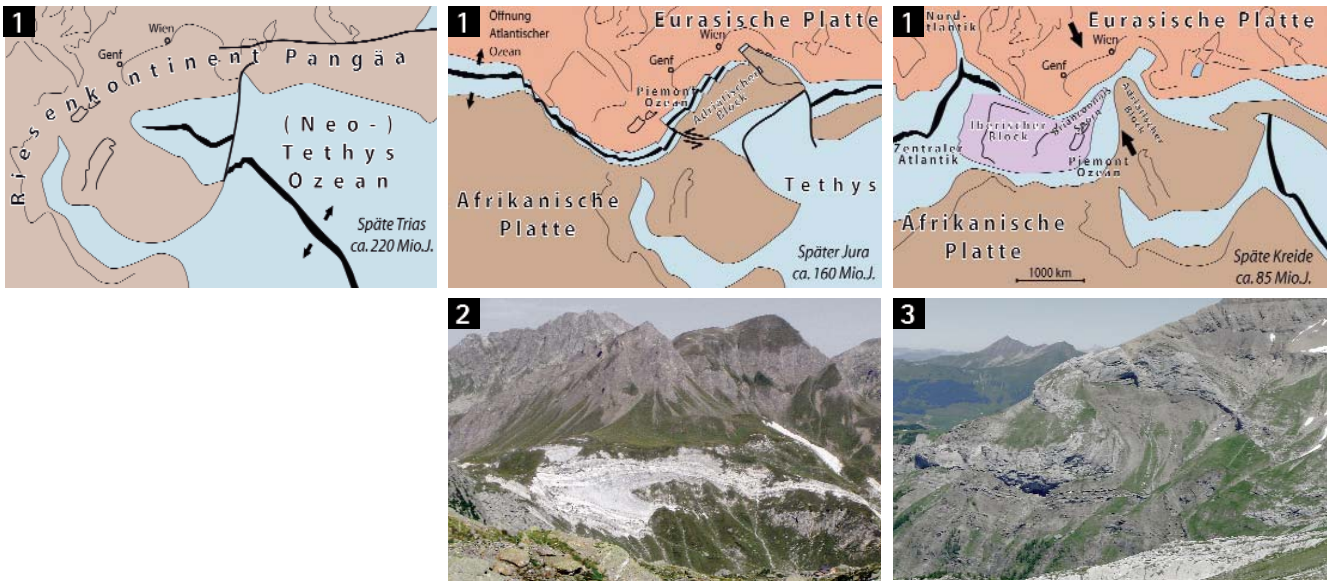 1
Wien
Genf
Riesenkontinent Pangäa
(Neo-)
Tethys
Ozean
Späte Trias
ca. 220 Mio.J.
1
Öffnung
Atlantischer
Ozean
Eurasische Platte
Wien
Genf
Piemont
Ozean
Adriatischer
Block
Tethys
Afrikanische
Platte
Später Jura
ca. 160 Mio.J.
1
Nord-
atlantik
Eurasische Platte
Wien
Genf
Iberischer
Block
Briançonnais
Sporn
Adriatischer
Block
Zentraler
Atlantik
Piemont
Ozean
Afrikanische
Platte
1000 km
Späte Kreide
ca. 85 Mio.J.
2
3